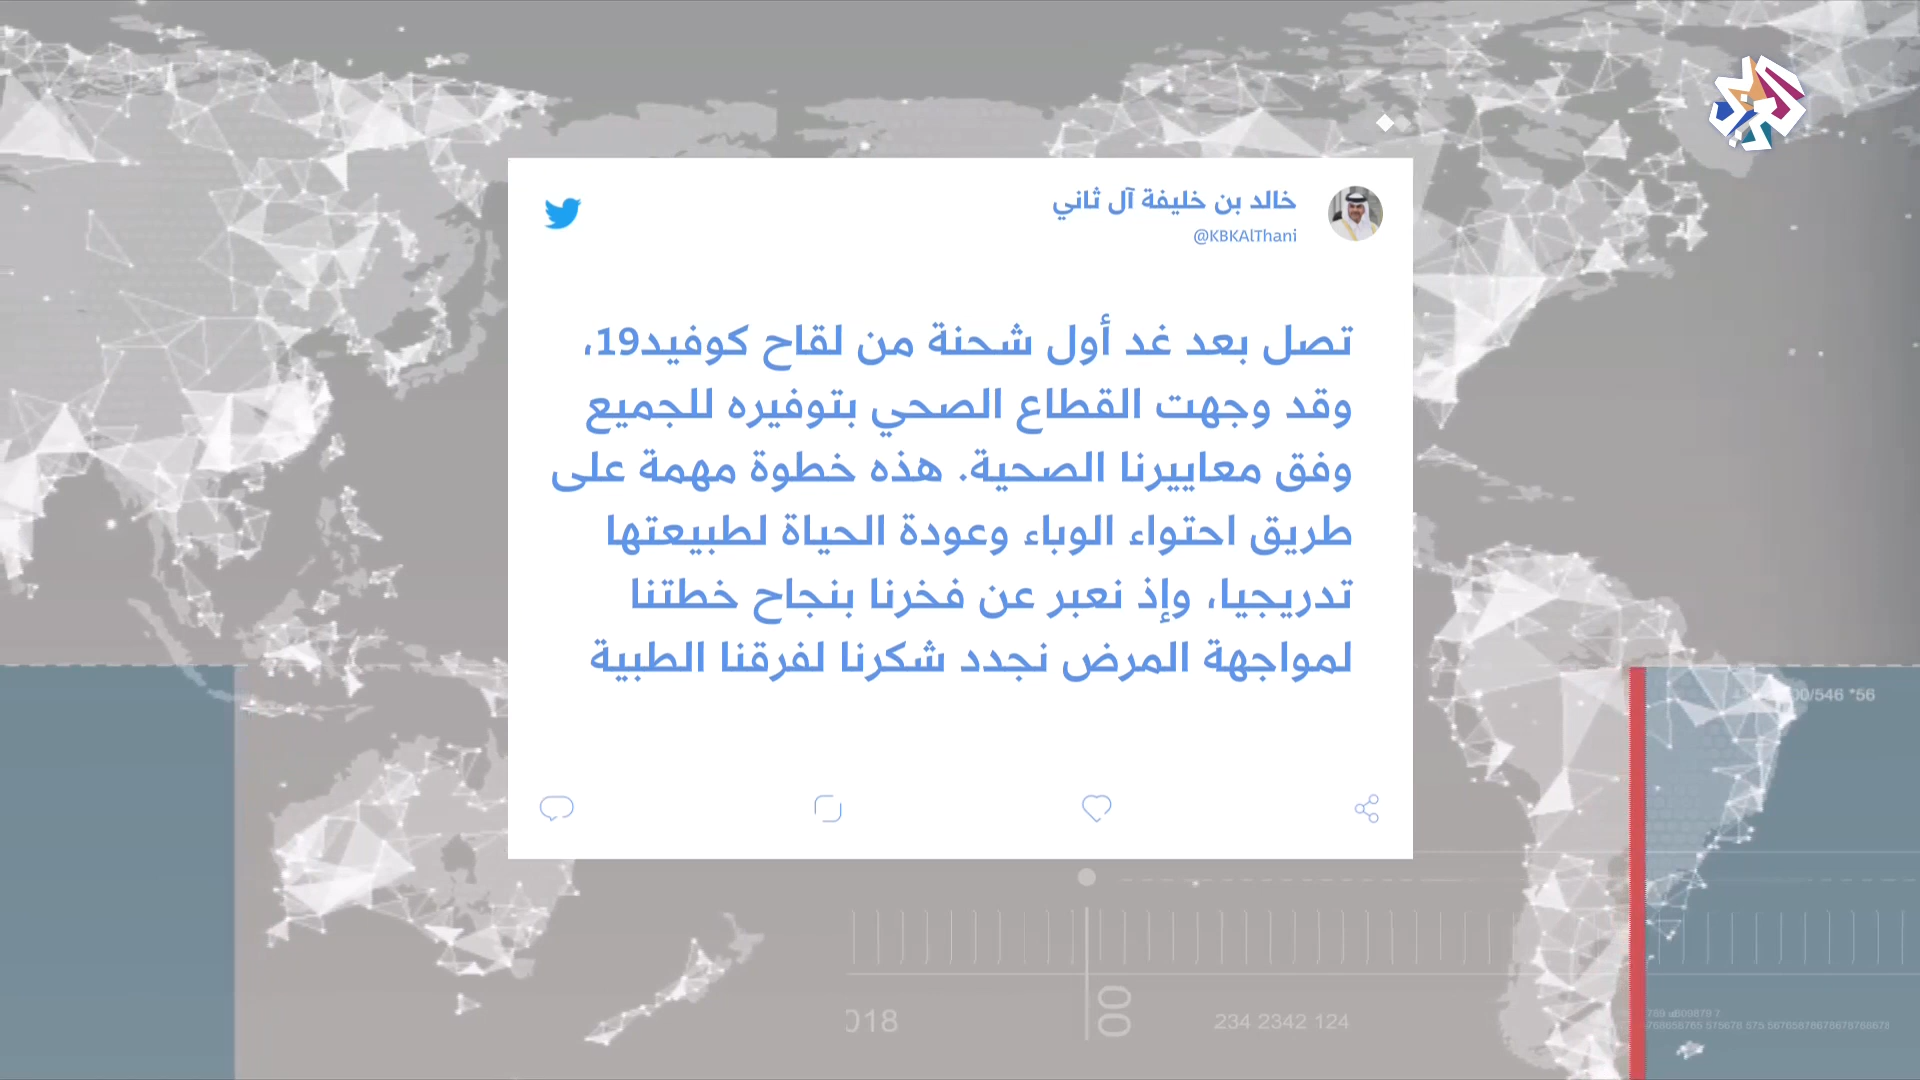 خالد بن خليفة آل ثاني
@KBKAlThani
تصل بعد غد أول شحنة من لقاح كوفيد19،
وقد وجهت القطاع الصحي بتوفيره للجميع
وفق معاييرنا الصحية. هذه خطوة مهمة على
طريق احتواء الوباء وعودة الحياة لطبيعتها
تدريجيا، وإذ نعبر عن فخرنا بنجاح خطتنا
لمواجهة المرض نجدد شكرنا لفرقنا الطبية
00/546 *56
018
00
234 2342 124